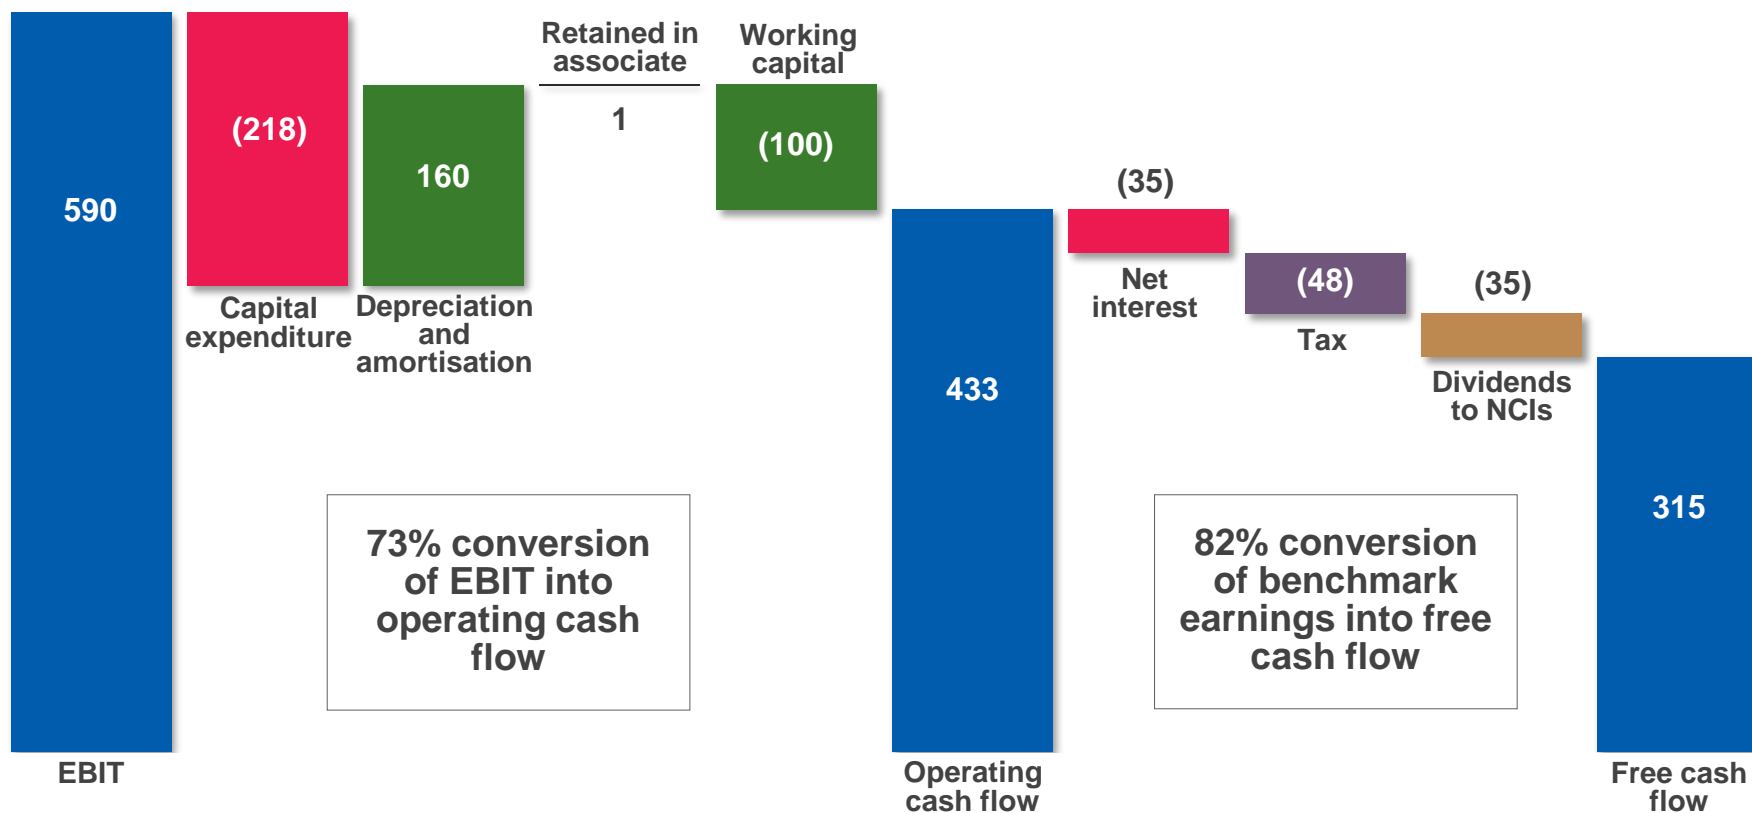 590
EBIT
(218)
Capital
expenditure
160
Depreciation
and
amortisation
Retained in
associate
1
Working
capital
(100)
433
Operating
cash flow
(35)
Net
interest
(48)
Tax
(35)
Dividends
to NCIs
315
Free cash
flow
73% conversion
of EBIT into
operating cash
flow
82% conversion
of benchmark
earnings into free
cash flow